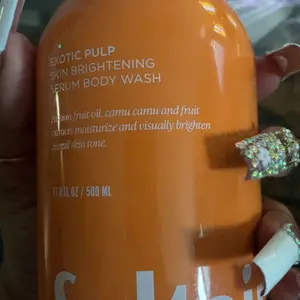 EXOTIC PULP
SKIN BRIGHTENING
SERUM BODY WASH
fruit oil, camu camu and fruit
moisturize and visually brighten
skin tone.
FL OZ / 500 ML